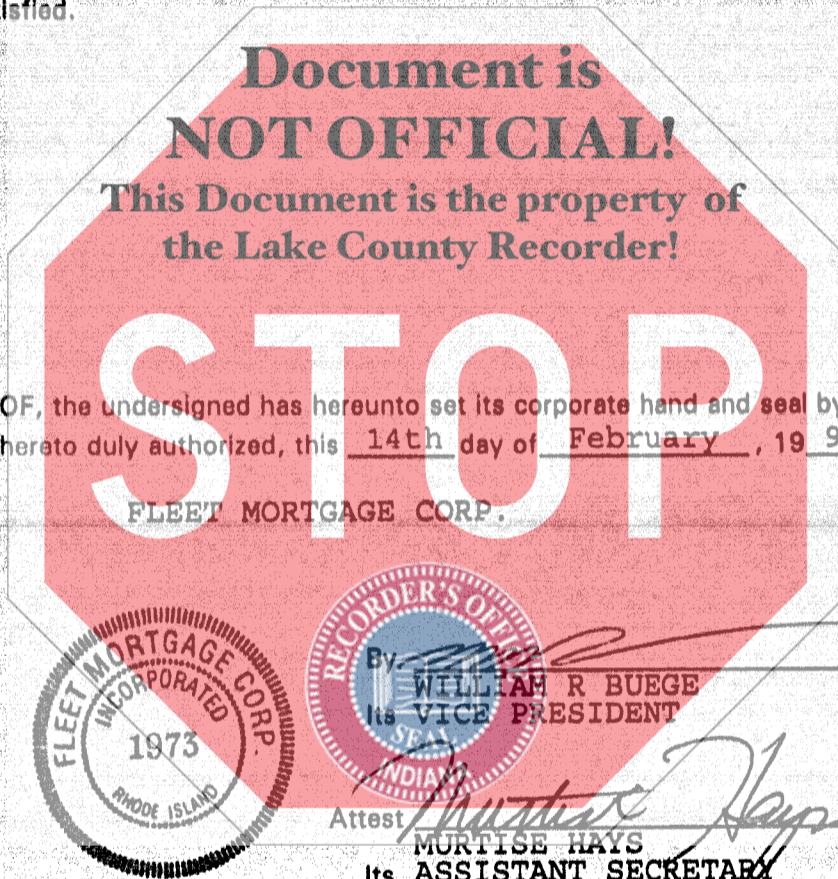 isfied.
Document is
NOT OFFICIAL!
This Document is the property of
the Lake County Recorder!
STOP
OF, the undersigned has hereunto set its corporate hand and seal by
hereto duly authorized, this 14th day of February, 19 9
FLEET MORTGAGE CORP.
FLEET MORTGAGE CORP.
INCORPORATED
1973
RHODE ISLAND
RECORDER'S OFFICE
SEAL
INDIANA
By
WILLIAM R BUEGE
Its VICE PRESIDENT
Attest Murtise Hays
MURTISE HAYS
Its ASSISTANT SECRETARY